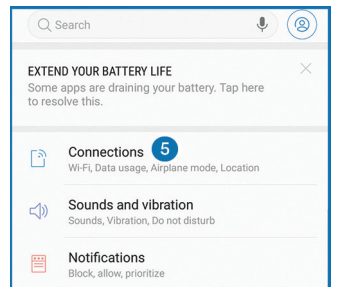 Search
EXTEND YOUR BATTERY LIFE
Some apps are draining your battery. Tap here
to resolve this.
Connections 5
Wi-Fi, Data usage, Airplane mode, Location
Sounds and vibration
Sounds, Vibration, Do not disturb
Notifications
Block, allow, prioritize